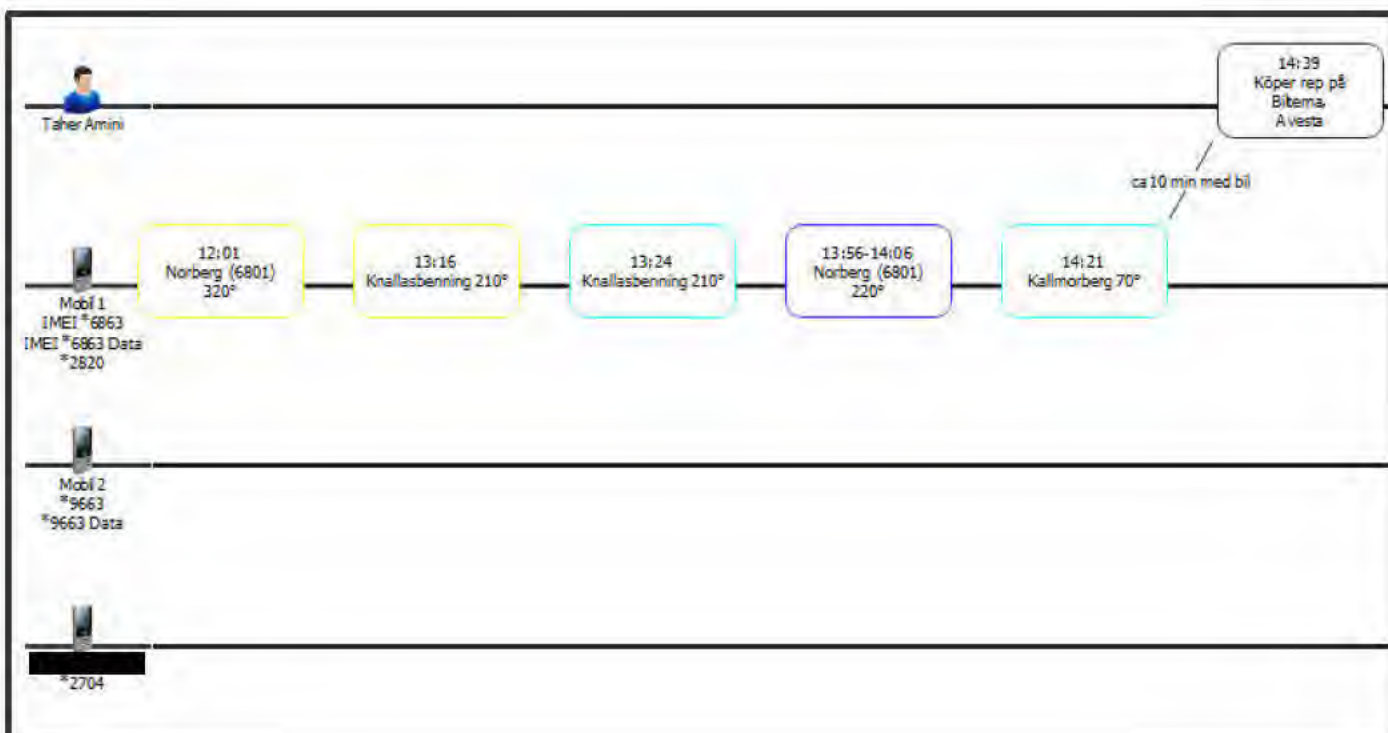 14:39
Köper rep på
Biltema,
Avesta
Taher Amini
ca 10 min med bil
12:01
Norberg (6801)
320°
13:16
Knallasbenning 210°
13:24
Knallasbenning 210°
13:56-14:06
Norberg (6801)
220°
14:21
Kallmorberg 70°
Mobil 1
IMEI *6863
IMEI *6863 Data
*2820
Mobil 2
*9663
*9663 Data
*2704